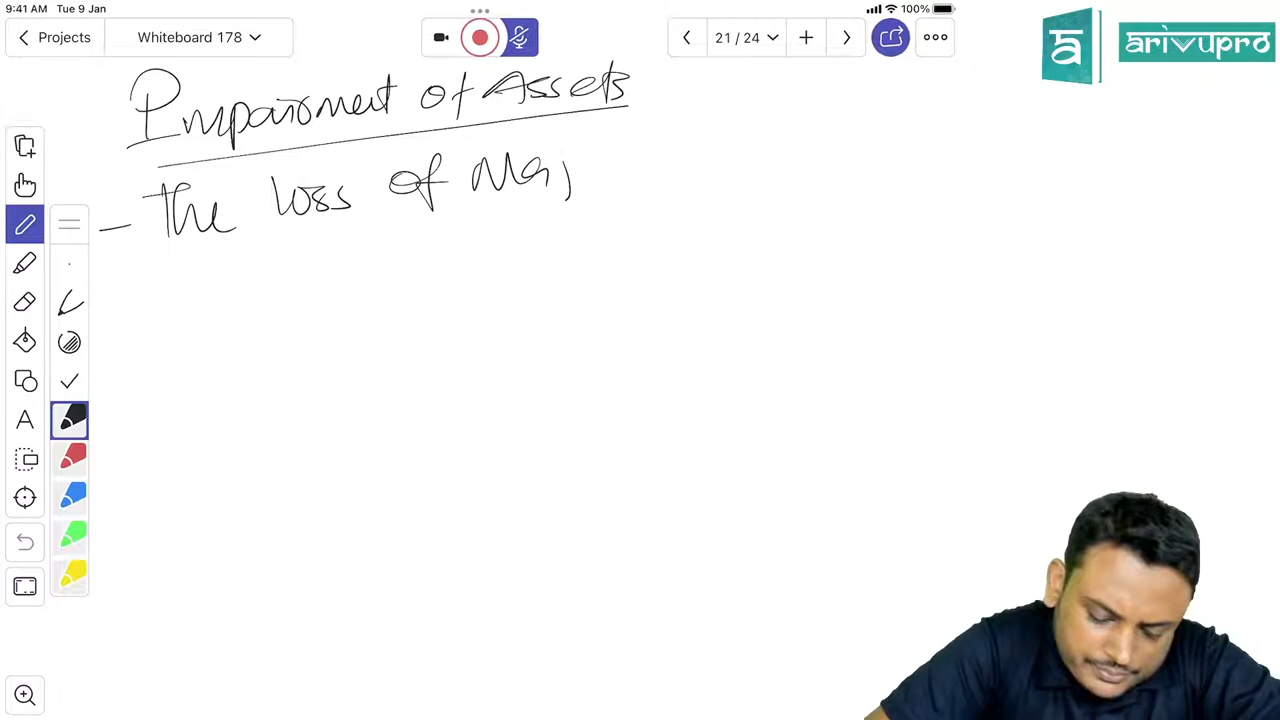 9:41 AM Tue 9 Jan
100%
Projects
Whiteboard 178
21 / 24
arivupro
Impairment of Assets
- The loss of
A